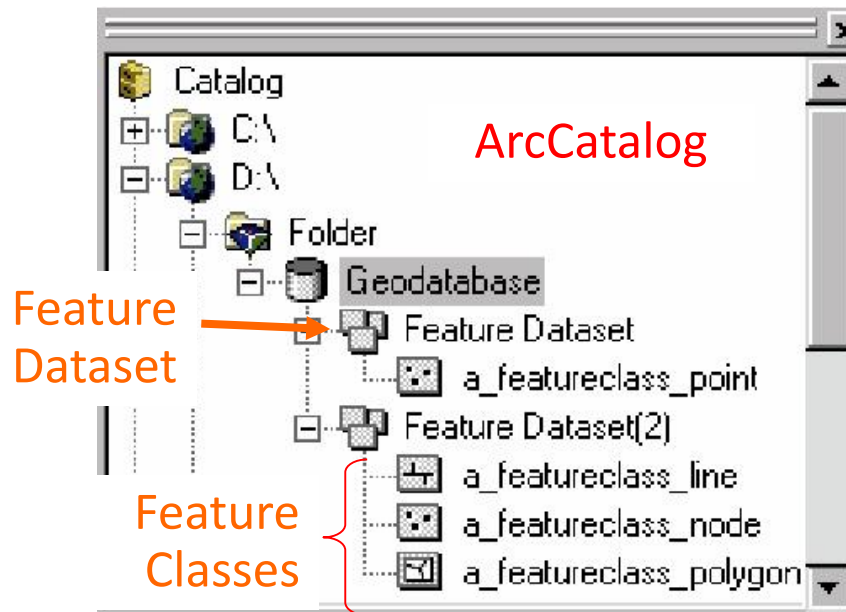 Catalog
C:\
ArcCatalog
D:\
Folder
Geodatabase
Feature
Dataset
Feature Dataset
a_featureclass_point
Feature Dataset(2)
a_featureclass_line
Feature
Classes
a_featureclass_node
a_featureclass_polygon